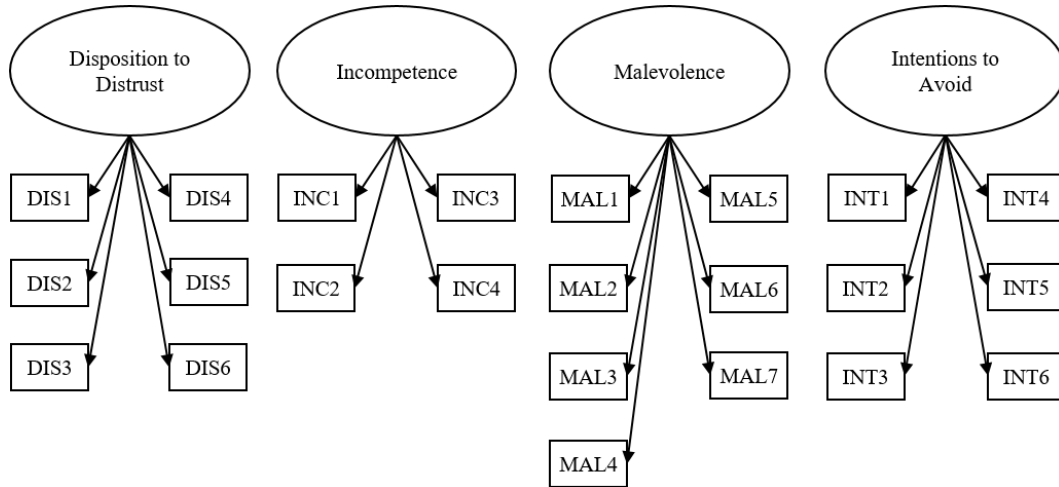 Disposition to
Distrust
Incompetence
Malevolence
Intentions to
Avoid
DIS1
DIS4
INC1
INC3
MAL1
MAL5
INT1
INT4
DIS2
DIS5
INC2
INC4
MAL2
MAL6
INT2
INT5
DIS3
DIS6
MAL3
MAL7
INT3
INT6
MAL4